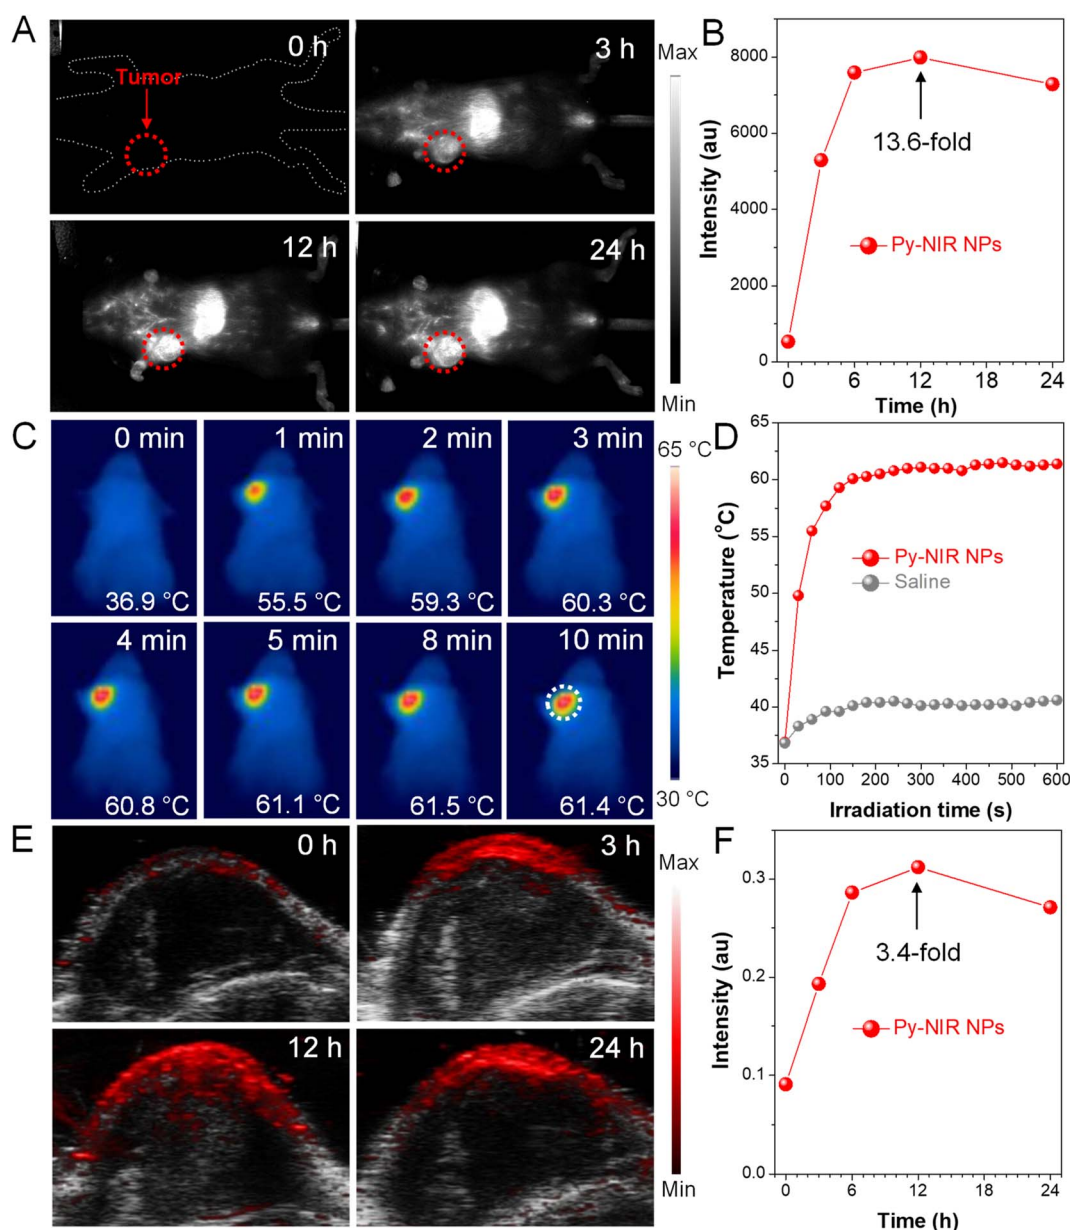 A
0 h
Tumor
3 h
12 h
24 h
Max
Min
B
8000
6000
4000
2000
0
Intensity (au)
13.6-fold
Py-NIR NPs
0 6 12 18 24
Time (h)
C
0 min
36.9 °C
1 min
55.5 °C
2 min
59.3 °C
3 min
60.3 °C
4 min
60.8 °C
5 min
61.1 °C
8 min
61.5 °C
10 min
61.4 °C
65 °C
30 °C
D
65
60
55
50
45
40
35
Temperature (°C)
Py-NIR NPs
Saline
0 100 200 300 400 500 600
Irradiation time (s)
E
0 h
3 h
12 h
24 h
Max
Min
F
0.3
0.2
0.1
0.0
Intensity (au)
3.4-fold
Py-NIR NPs
0 6 12 18 24
Time (h)